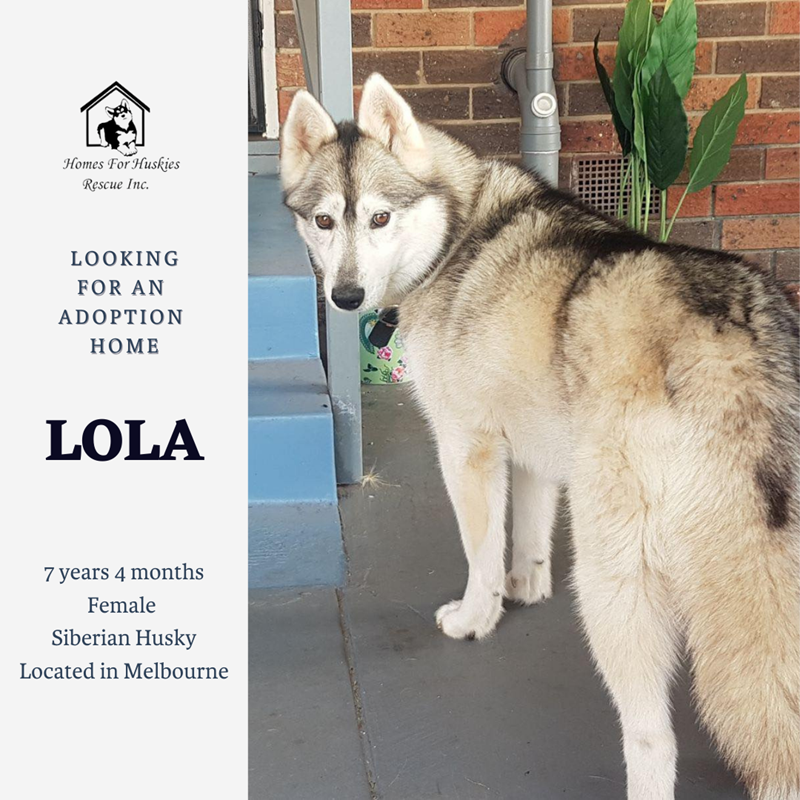 Homes For Huskies
Rescue Inc.
LOOKING
FOR AN
ADOPTION
HOME
LOLA
7 years 4 months
Female
Siberian Husky
Located in Melbourne